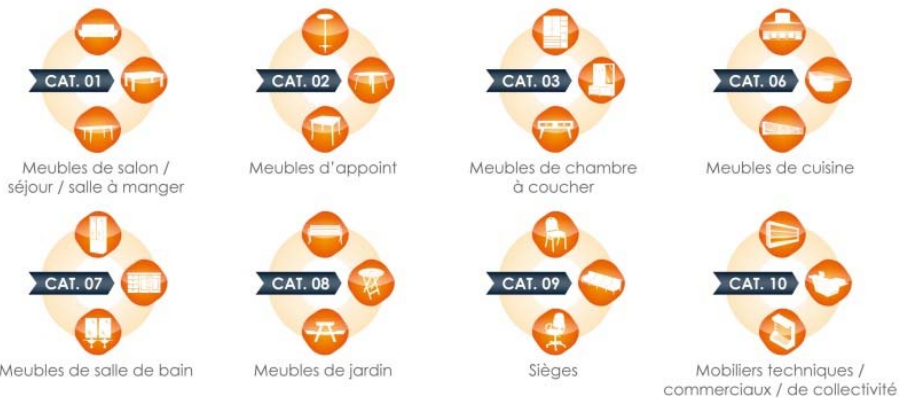 CAT. 01
Meubles de salon /
séjour / salle à manger
CAT. 02
Meubles d'appoint
CAT. 03
Meubles de chambre
à coucher
CAT. 06
Meubles de cuisine
CAT. 07
Meubles de salle de bain
CAT. 08
Meubles de jardin
CAT. 09
Sièges
CAT. 10
Mobiliers techniques /
commerciaux / de collectivité